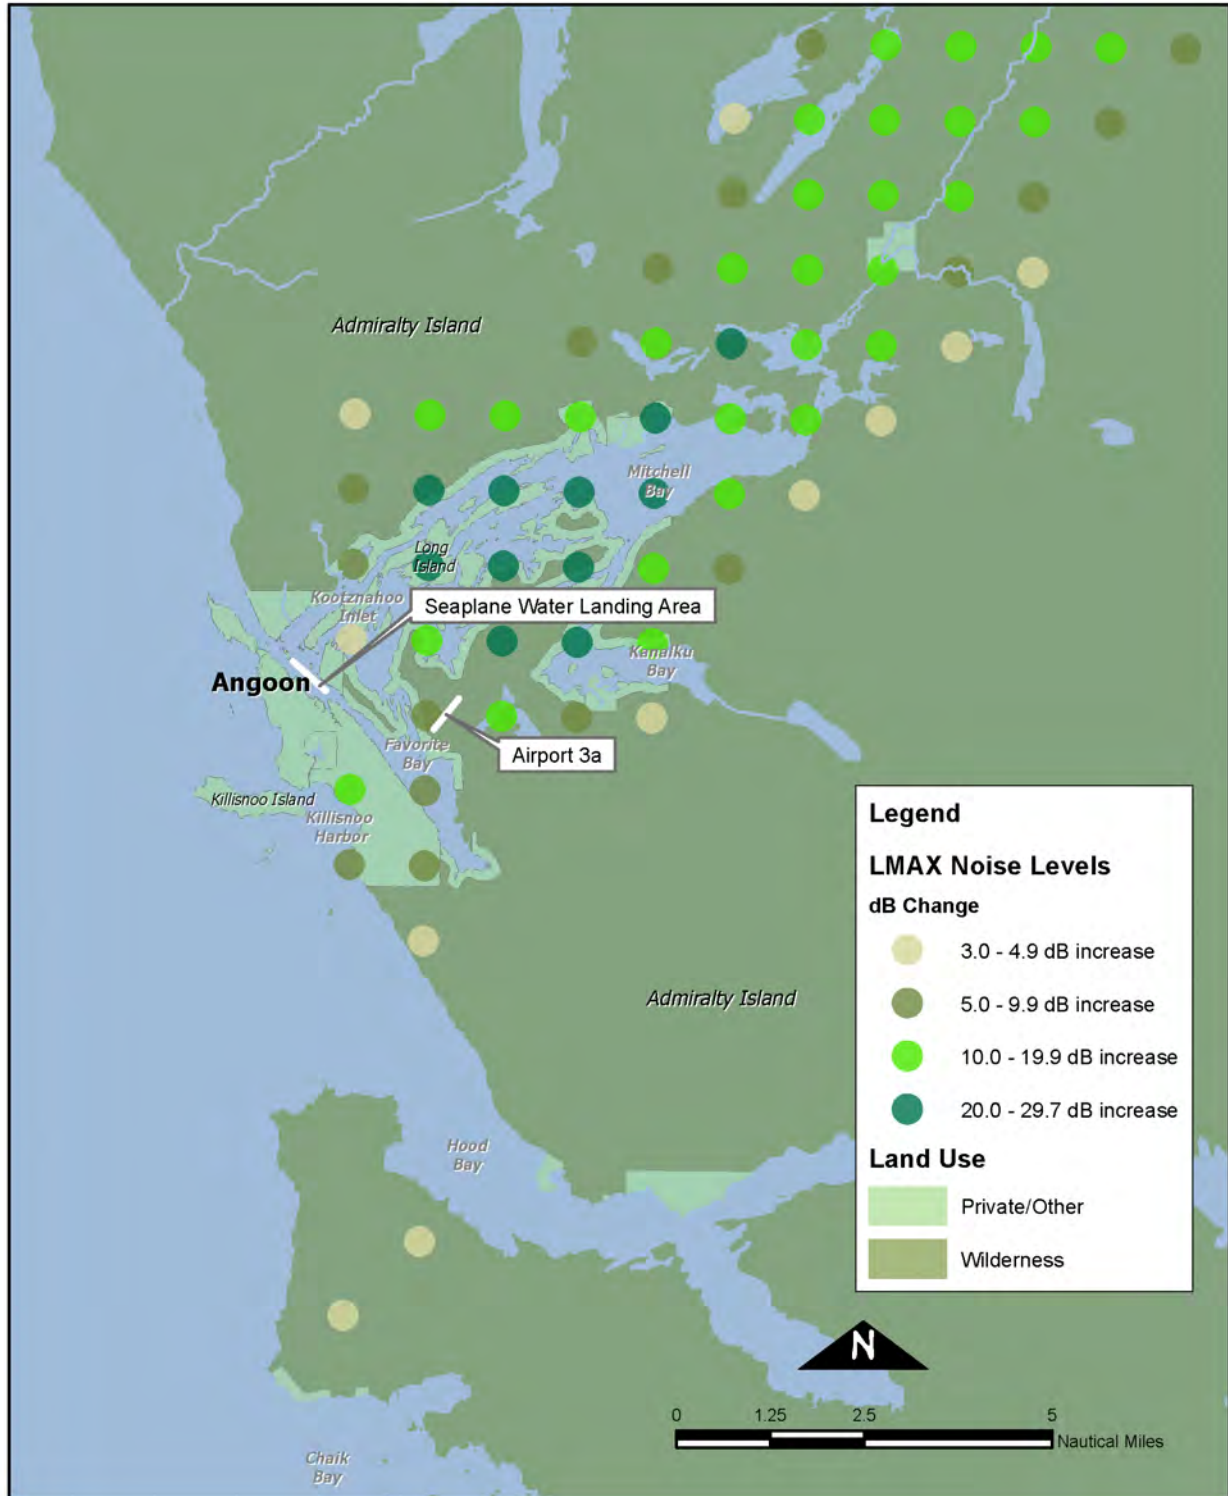 Admiralty Island
Mitchell
Bay
Long
Island
Kootznahoo
Inlet
Seaplane Water Landing Area
Kanalku
Bay
Angoon
Favorite
Bay
Airport 3a
Killisnoo Island
Killisnoo
Harbor
Legend
LMAX Noise Levels
dB Change
3.0 - 4.9 dB increase
5.0 - 9.9 dB increase
10.0 - 19.9 dB increase
20.0 - 29.7 dB increase
Land Use
Private/Other
Wilderness
Admiralty Island
Hood
Bay
N
0 1.25 2.5 5
Nautical Miles
Chaik
Bay